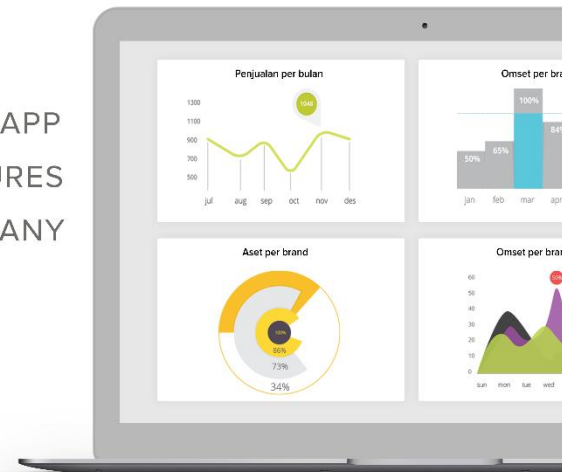 APP
URES
ANY
Penjualan per bulan
1300
1100
900
700
500
1048
jul aug sep oct nov des
Omset per bra
100%
84%
65%
50%
jan feb mar apr
Aset per brand
100%
86%
73%
34%
Omset per bran
60
50
40
30
20
10
0
50%
sun mon tue wed